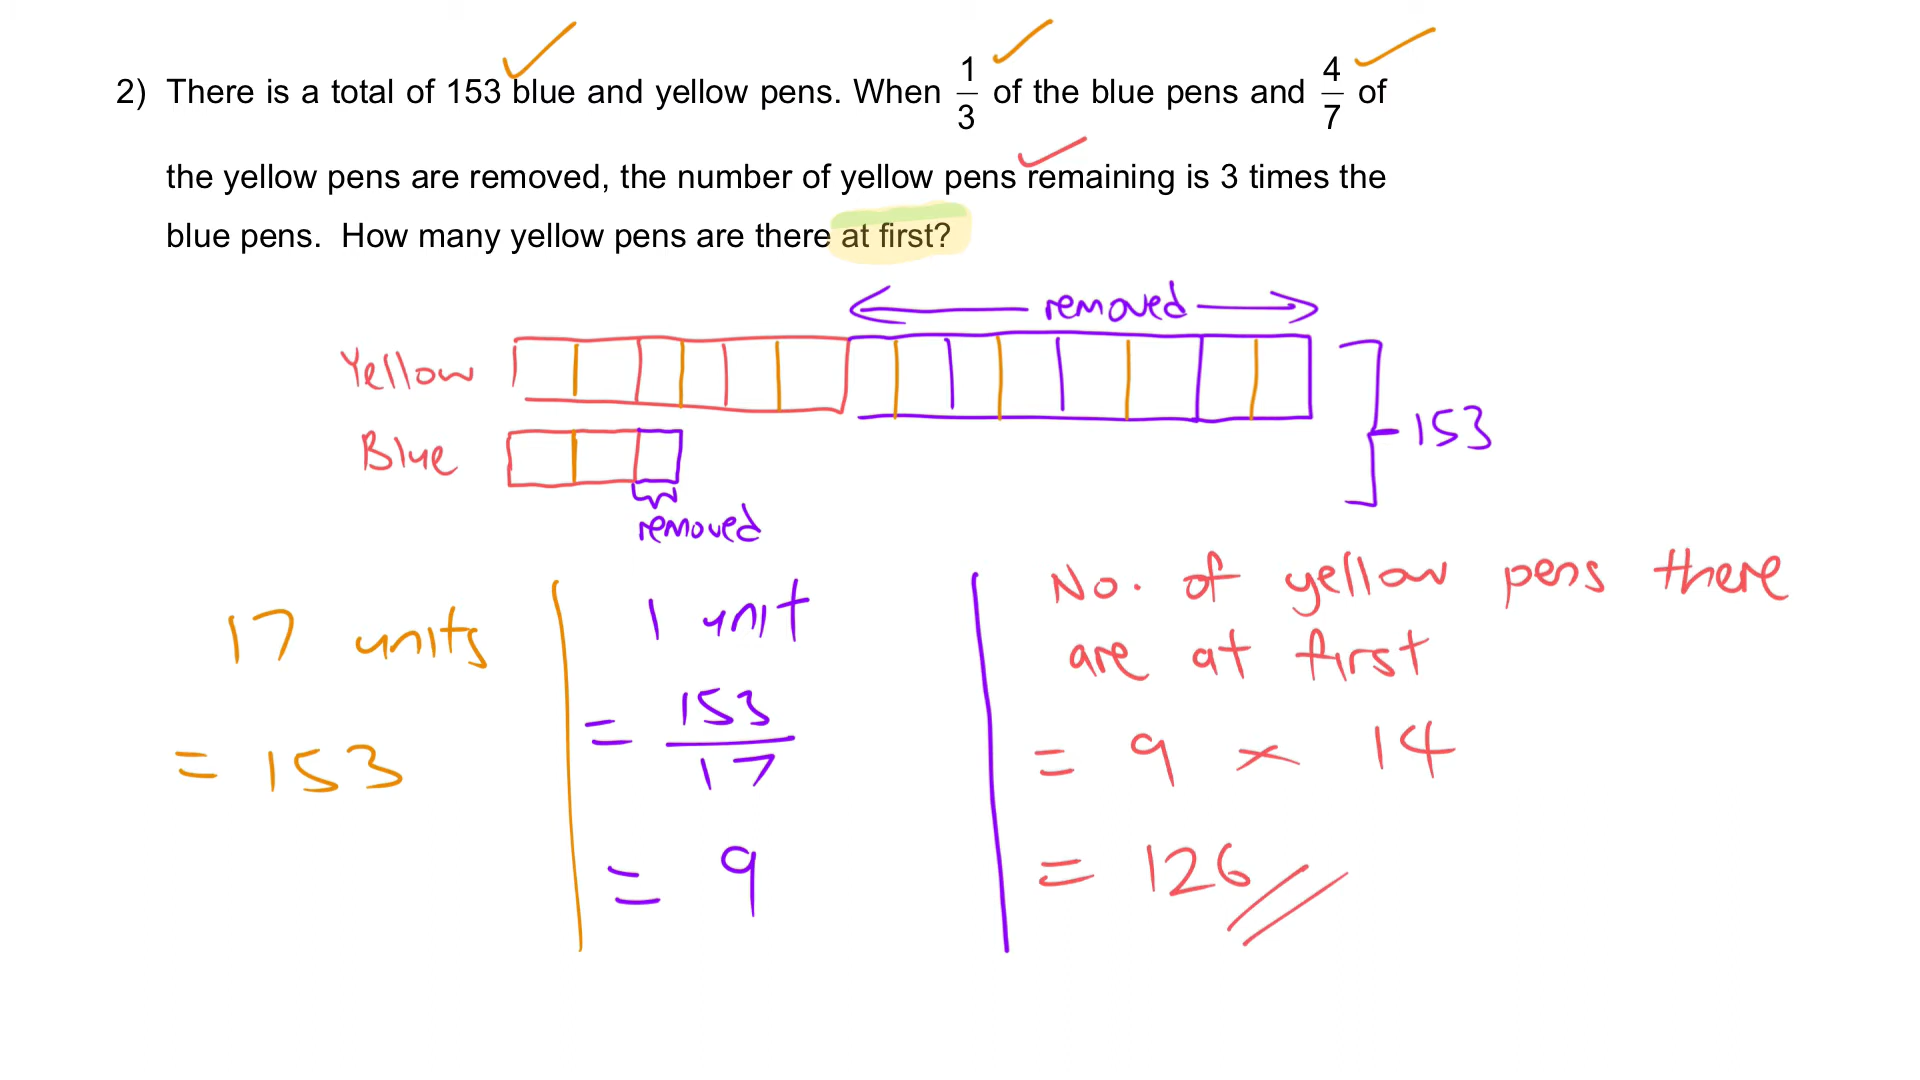 2) There is a total of 153 blue and yellow pens. When 1/3 of the blue pens and 4/7 of
the yellow pens are removed, the number of yellow pens remaining is 3 times the
blue pens. How many yellow pens are there at first?
removed
Yellow
153
Blue
removed
17 units
= 153
1 unit
= 153/17
= 9
No. of yellow pens there
are at first
= 9 × 14
= 126